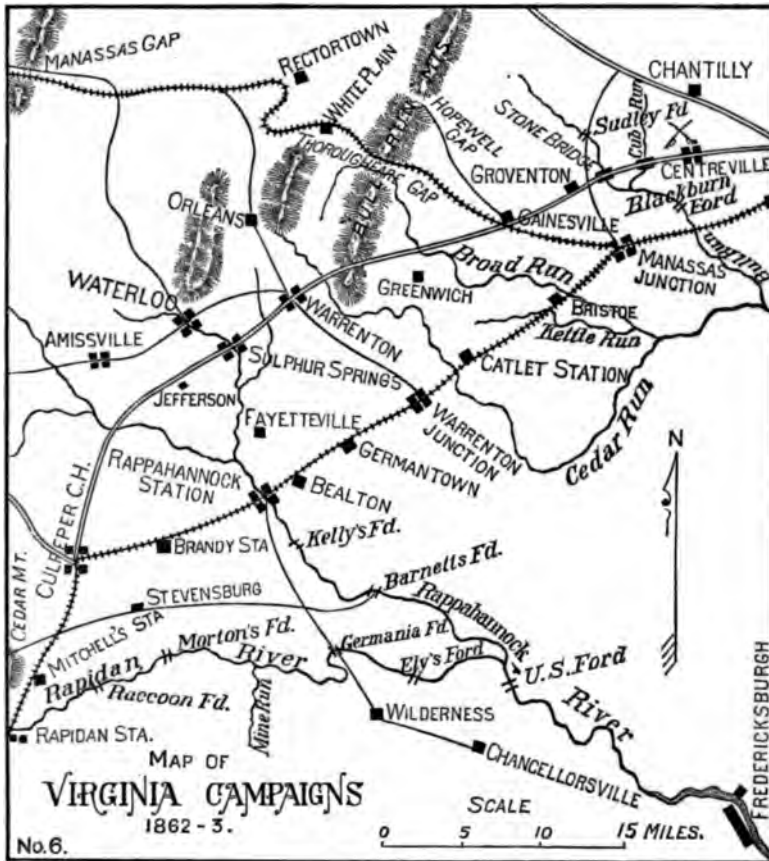 MANASSAS GAP
RECTORTOWN
WHITE PLAIN
BULL RUN MTS.
HOPEWELL
GAP
THOROUGHFARE GAP
STONE BRIDGE
Sudley Fd
Cub Run
CHANTILLY
CENTREVILLE
GROVENTON
Blackburn
Ford
GAINESVILLE
ORLEANS
Broad Run
MANASSAS
JUNCTION
WATERLOO
GREENWICH
WARRENTON
BRISTOE
Kettle Run
AMISSVILLE
SULPHUR SPRINGS
CATLET STATION
JEFFERSON
FAYETTEVILLE
WARRENTON
JUNCTION
Cedar Run
N
RAPPAHANNOCK
STATION
GERMANTOWN
BEALTON
CULPEPER C.H.
Kelly's Fd.
BRANDY STA
Barnetts Fd.
CEDAR MT.
STEVENSBURG
Rappahannock
River
MITCHELL'S STA
Morton's Fd.
Germania Fd.
Rapidan
River
Ely's Ford
U.S. Ford
Raccoon Fd.
Mine Run
WILDERNESS
RAPIDAN STA.
CHANCELLORSVILLE
FREDERICKSBURGH
MAP OF
VIRGINIA CAMPAIGNS
1862-3.
SCALE
0 5 10 15 MILES.
No.6.